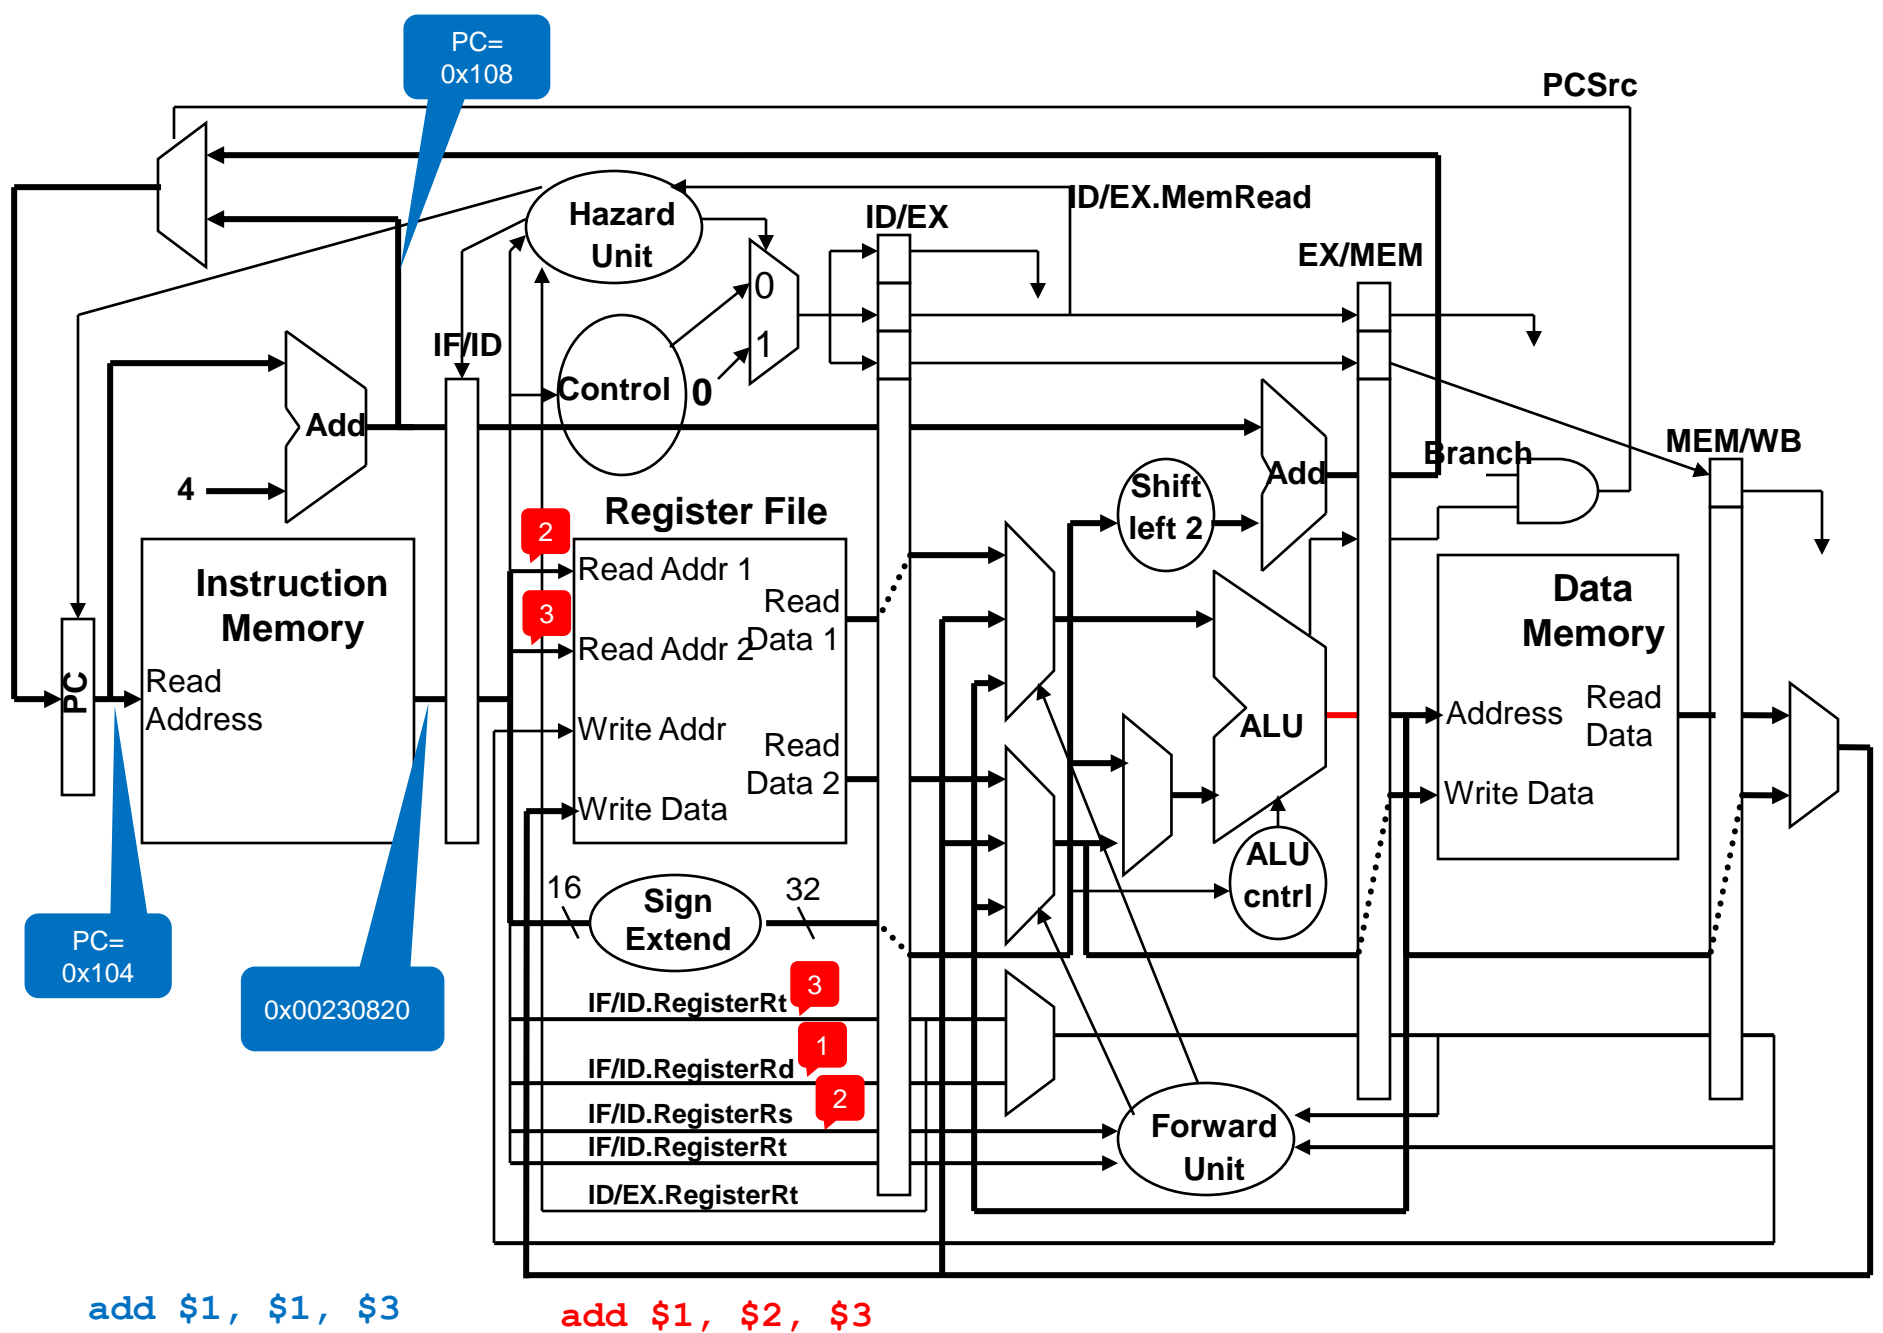 PC=
0x108
PCSrc
Hazard
Unit
ID/EX
ID/EX.MemRead
EX/MEM
0
1
IF/ID
Control
0
Add
4
Branch
MEM/WB
Add
Shift
left 2
Register File
2
3
Read Addr 1
Read
Data 1
Read Addr 2
Write Addr
Read
Data 2
Write Data
Instruction
Memory
Read
Address
PC
ALU
ALU
cntrl
Data
Memory
Address
Read
Data
Write Data
16
Sign
Extend
32
PC=
0x104
0x00230820
IF/ID.RegisterRt
3
IF/ID.RegisterRd
1
IF/ID.RegisterRs
2
IF/ID.RegisterRt
ID/EX.RegisterRt
Forward
Unit
add $1, $1, $3
add $1, $2, $3